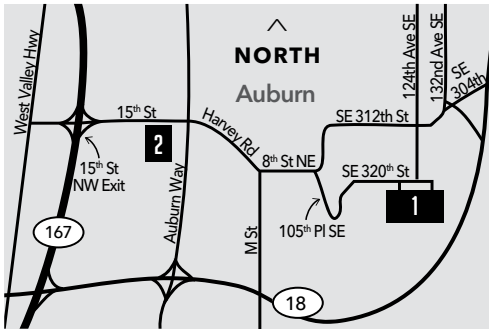 NORTH
Auburn
West Valley Hwy
15th St
2
Harvey Rd
124th Ave SE
132nd Ave SE
SE
304th
SE 312th St
15th St
NW Exit
Auburn Way
8th St NE
SE 320th St
1
105th Pl SE
M St
167
18